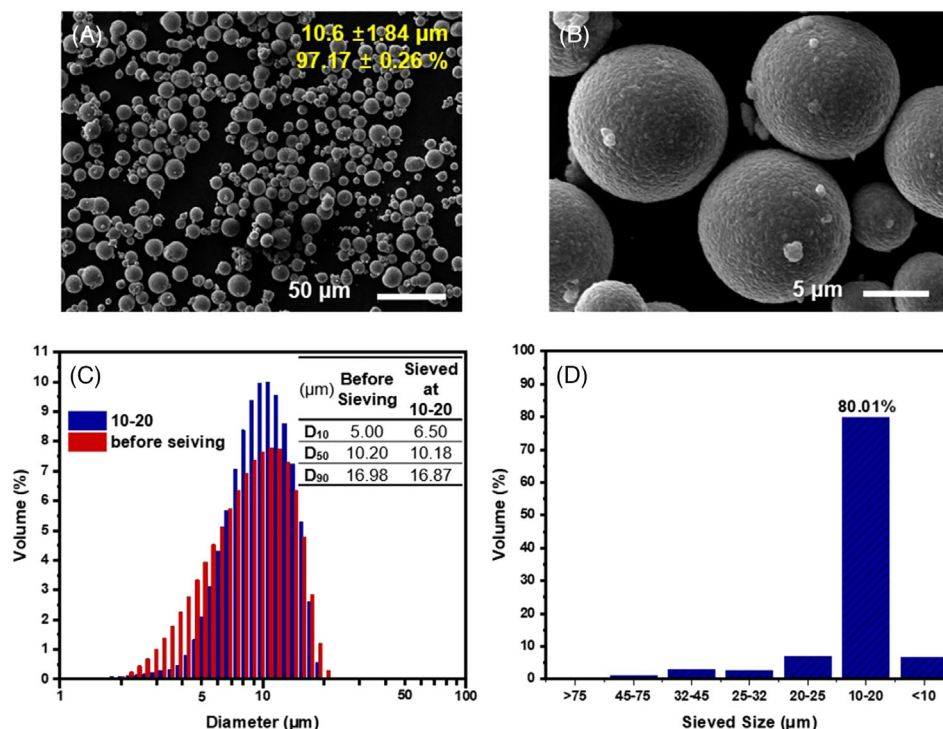 (A)
10.6 ±1.84 µm
97.17 ± 0.26 %
50 µm
(B)
5 µm
(C)
11
10
9
8
7
6
5
4
3
2
1
0
Volume (%)
10-20
before seiving
(µm) Before Sieving Sieved at 10-20
D10 5.00 6.50
D50 10.20 10.18
D90 16.98 16.87
1 5 10 50 100
Diameter (µm)
(D)
100
90
80
70
60
50
40
30
20
10
0
Volume (%)
80.01%
>75 45-75 32-45 25-32 20-25 10-20 <10
Sieved Size (µm)